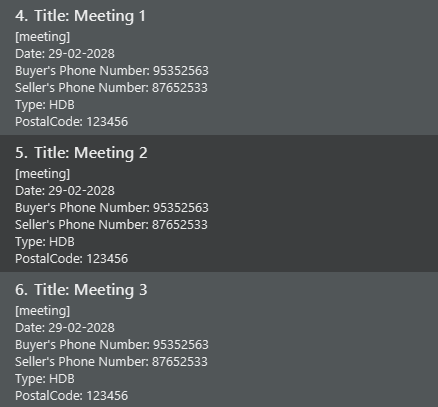 4. Title: Meeting 1
[meeting]
Date: 29-02-2028
Buyer's Phone Number: 95352563
Seller's Phone Number: 87652533
Type: HDB
PostalCode: 123456
5. Title: Meeting 2
[meeting]
Date: 29-02-2028
Buyer's Phone Number: 95352563
Seller's Phone Number: 87652533
Type: HDB
PostalCode: 123456
6. Title: Meeting 3
[meeting]
Date: 29-02-2028
Buyer's Phone Number: 95352563
Seller's Phone Number: 87652533
Type: HDB
PostalCode: 123456